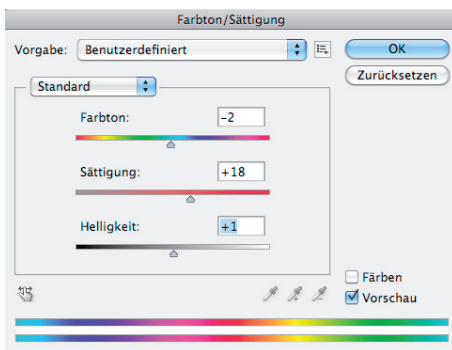 Farbton/Sättigung
Vorgabe: Benutzerdefiniert
OK
Zurücksetzen
Standard
Farbton: -2
Sättigung: +18
Helligkeit: +1
Färben
Vorschau